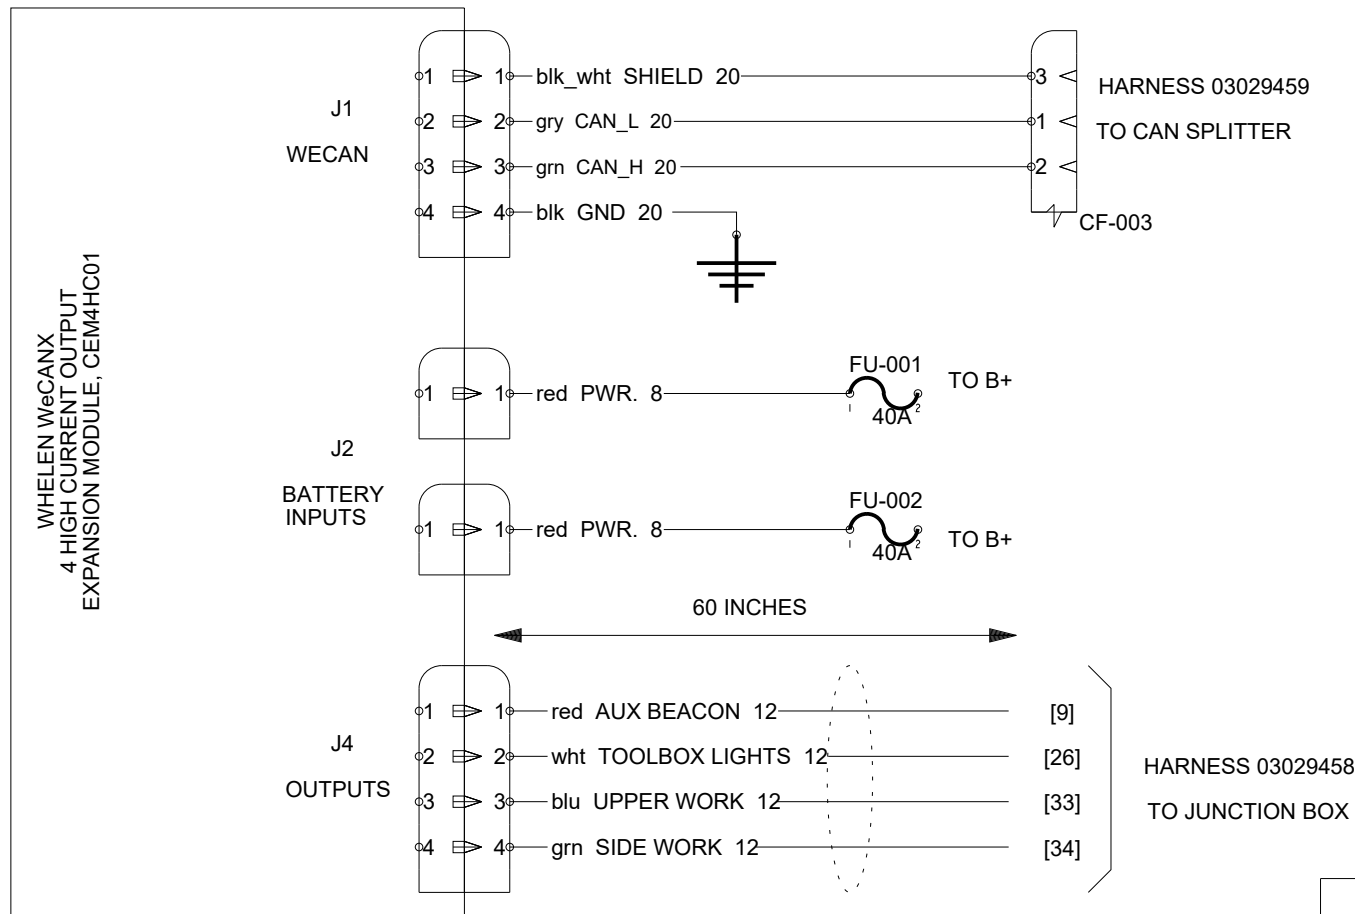 WHELEN WeCANX
4 HIGH CURRENT OUTPUT
EXPANSION MODULE, CEM4HC01
J1
WECAN
1 1 blk_wht SHIELD 20 3
2 2 gry CAN_L 20 1
3 3 grn CAN_H 20 2
4 4 blk GND 20
HARNESS 03029459
TO CAN SPLITTER
CF-003
J2
BATTERY
INPUTS
1 1 red PWR. 8
FU-001
1 2
40A
TO B+
1 1 red PWR. 8
FU-002
1 2
40A
TO B+
60 INCHES
J4
OUTPUTS
1 1 red AUX BEACON 12 [9]
2 2 wht TOOLBOX LIGHTS 12 [26]
3 3 blu UPPER WORK 12 [33]
4 4 grn SIDE WORK 12 [34]
HARNESS 03029458
TO JUNCTION BOX